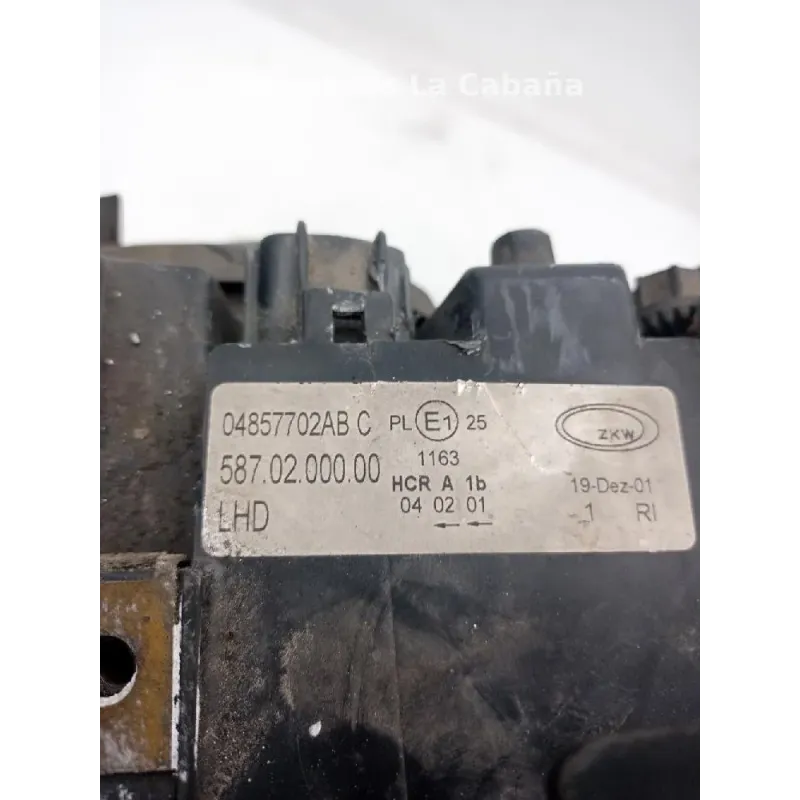 La Cabaña
04857702AB C
587.02.000.00
LHD
PL E1 25
1163
HCR A 1b
04 02 01
←←
ZKW
19-Dez-01
1 RI